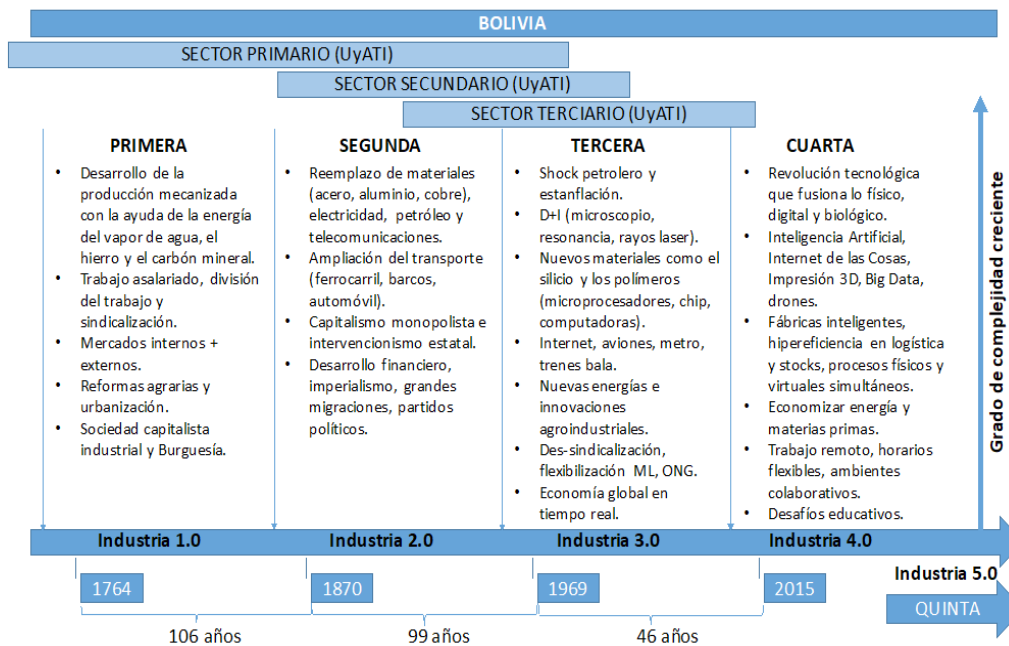 BOLIVIA
SECTOR PRIMARIO (UyATI)
SECTOR SECUNDARIO (UyATI)
SECTOR TERCIARIO (UyATI)
PRIMERA
• Desarrollo de la
producción mecanizada
con la ayuda de la energía
del vapor de agua, el
hierro y el carbón mineral.
• Trabajo asalariado, división
del trabajo y
sindicalización.
• Mercados internos +
externos.
• Reformas agrarias y
urbanización.
• Sociedad capitalista
industrial y Burguesía.
SEGUNDA
• Reemplazo de materiales
(acero, aluminio, cobre),
electricidad, petróleo y
telecomunicaciones.
• Ampliación del transporte
(ferrocarril, barcos,
automóvil).
• Capitalismo monopolista e
intervencionismo estatal.
• Desarrollo financiero,
imperialismo, grandes
migraciones, partidos
políticos.
TERCERA
• Shock petrolero y
estanflación.
• D+I (microscopio,
resonancia, rayos laser).
• Nuevos materiales como el
silicio y los polímeros
(microprocesadores, chip,
computadoras).
• Internet, aviones, metro,
trenes bala.
• Nuevas energías e
innovaciones
agroindustriales.
• Des-sindicalización,
flexibilización ML, ONG.
• Economía global en
tiempo real.
CUARTA
• Revolución tecnológica
que fusiona lo físico,
digital y biológico.
• Inteligencia Artificial,
Internet de las Cosas,
Impresión 3D, Big Data,
drones.
• Fábricas inteligentes,
hipereficiencia en logística
y stocks, procesos físicos y
virtuales simultáneos.
• Economizar energía y
materias primas.
• Trabajo remoto, horarios
flexibles, ambientes
colaborativos.
• Desafíos educativos.
Grado de complejidad creciente
Industria 1.0
Industria 2.0
Industria 3.0
Industria 4.0
Industria 5.0
1764
1870
1969
2015
QUINTA
106 años
99 años
46 años